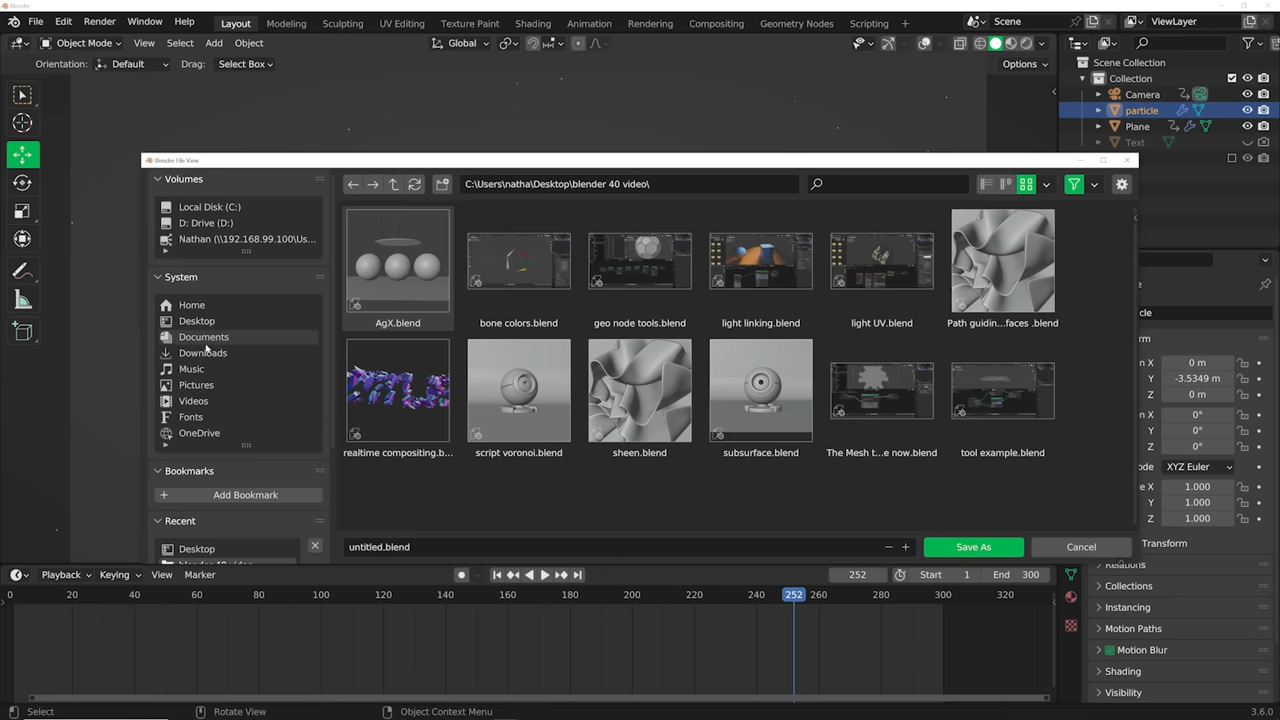 Blender
File Edit Render Window Help Layout Modeling Sculpting UV Editing Texture Paint Shading Animation Rendering Compositing Geometry Nodes Scripting + Scene ViewLayer
Object Mode View Select Add Object Global
Orientation: Default Drag: Select Box Options
Scene Collection
Collection
Camera
particle
Plane
Text
Blender File View
Volumes
Local Disk (C:)
D: Drive (D:)
Nathan (\\192.168.99.100\Us...
System
Home
Desktop
Documents
Downloads
Music
Pictures
Videos
Fonts
OneDrive
Bookmarks
Add Bookmark
Recent
Desktop
C:\Users\natha\Desktop\blender 40 video\
AgX.blend bone colors.blend geo node tools.blend light linking.blend light UV.blend Path guidin...faces .blend
realtime compositing.b... script voronoi.blend sheen.blend subsurface.blend The Mesh t...e now.blend tool example.blend
untitled.blend Save As Cancel
cle
rm
n X 0 m
Y -3.5349 m
Z 0 m
n X 0°
Y 0°
Z 0°
Mode XYZ Euler
e X 1.000
Y 1.000
Z 1.000
Transform
Relations
Collections
Instancing
Motion Paths
Motion Blur
Shading
Visibility
Playback Keying View Marker 252 Start 1 End 300
0 20 40 60 80 100 120 140 160 180 200 220 240 252 260 280 300 320
Select Rotate View Object Context Menu 3.6.0